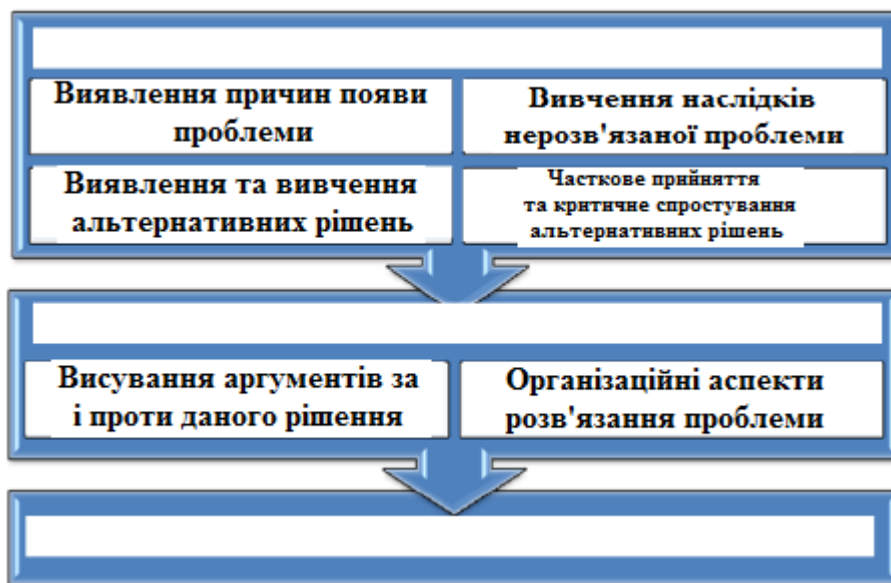 Виявлення причин появи
проблеми
Вивчення наслідків
нерозв'язаної проблеми
Виявлення та вивчення
альтернативних рішень
Часткове прийняття
та критичне спростування
альтернативних рішень
Висування аргументів за
і проти даного рішення
Організаційні аспекти
розв'язання проблеми